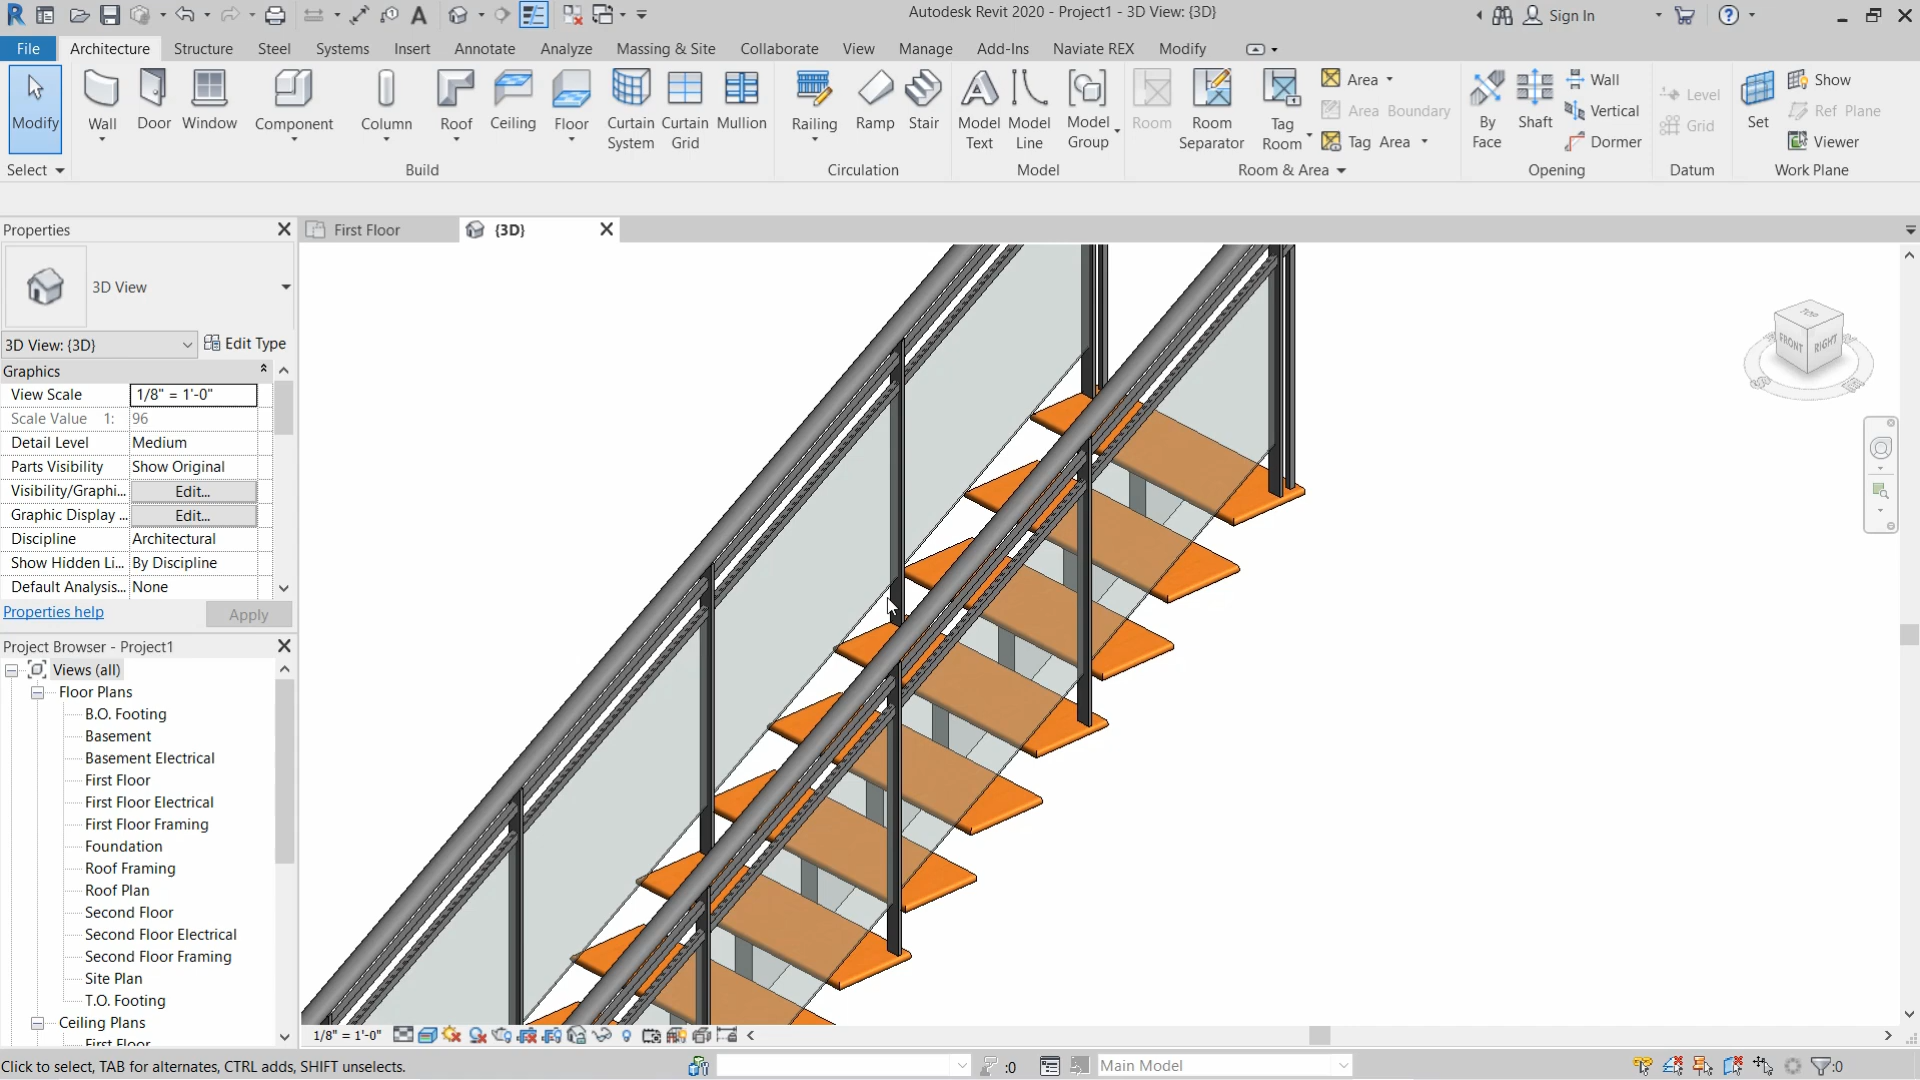 Autodesk Revit 2020 - Project1 - 3D View: {3D}
Sign In
File Architecture Structure Steel Systems Insert Annotate Analyze Massing & Site Collaborate View Manage Add-Ins Naviate REX Modify
Modify
Wall
Door
Window
Component
Column
Roof
Ceiling
Floor
Curtain System
Curtain Grid
Mullion
Railing
Ramp
Stair
Model Text
Model Line
Model Group
Room
Room Separator
Tag Room
Area
Area Boundary
Tag Area
By Face
Shaft
Wall
Vertical
Dormer
Level
Grid
Set
Show
Ref Plane
Viewer
Select
Build
Circulation
Model
Room & Area
Opening
Datum
Work Plane
Properties
First Floor
{3D}
3D View
3D View: {3D}
Edit Type
Graphics
View Scale 1/8" = 1'-0"
Scale Value 1: 96
Detail Level Medium
Parts Visibility Show Original
Visibility/Graphi... Edit...
Graphic Display ... Edit...
Discipline Architectural
Show Hidden Li... By Discipline
Default Analysis... None
Properties help
Apply
Project Browser - Project1
Views (all)
Floor Plans
B.O. Footing
Basement
Basement Electrical
First Floor
First Floor Electrical
First Floor Framing
Foundation
Roof Framing
Roof Plan
Second Floor
Second Floor Electrical
Second Floor Framing
Site Plan
T.O. Footing
Ceiling Plans
First Floor
TOP
FRONT
RIGHT
1/8" = 1'-0"
Click to select, TAB for alternates, CTRL adds, SHIFT unselects.
:0
Main Model
:0